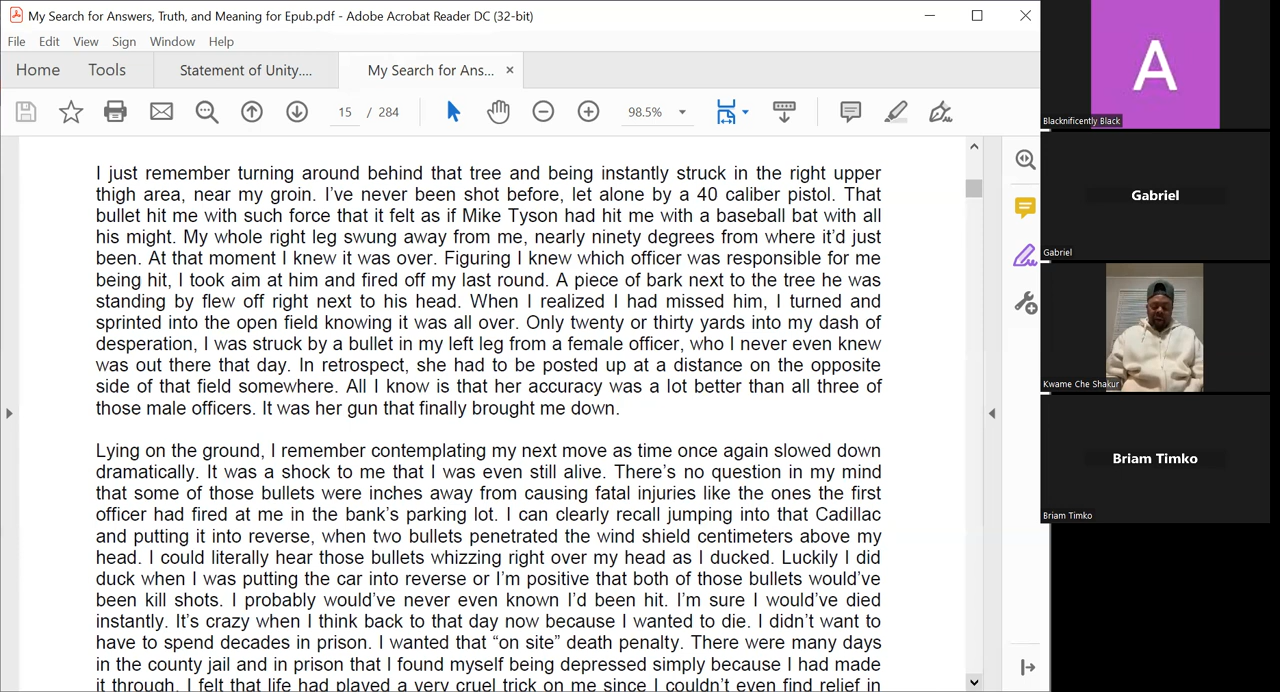 My Search for Answers, Truth, and Meaning for Epub.pdf - Adobe Acrobat Reader DC (32-bit)
File Edit View Sign Window Help
Home Tools Statement of Unity.... My Search for Ans... ×
15 / 284 98.5%
I just remember turning around behind that tree and being instantly struck in the right upper
thigh area, near my groin. I've never been shot before, let alone by a 40 caliber pistol. That
bullet hit me with such force that it felt as if Mike Tyson had hit me with a baseball bat with all
his might. My whole right leg swung away from me, nearly ninety degrees from where it'd just
been. At that moment I knew it was over. Figuring I knew which officer was responsible for me
being hit, I took aim at him and fired off my last round. A piece of bark next to the tree he was
standing by flew off right next to his head. When I realized I had missed him, I turned and
sprinted into the open field knowing it was all over. Only twenty or thirty yards into my dash of
desperation, I was struck by a bullet in my left leg from a female officer, who I never even knew
was out there that day. In retrospect, she had to be posted up at a distance on the opposite
side of that field somewhere. All I know is that her accuracy was a lot better than all three of
those male officers. It was her gun that finally brought me down.
Lying on the ground, I remember contemplating my next move as time once again slowed down
dramatically. It was a shock to me that I was even still alive. There's no question in my mind
that some of those bullets were inches away from causing fatal injuries like the ones the first
officer had fired at me in the bank's parking lot. I can clearly recall jumping into that Cadillac
and putting it into reverse, when two bullets penetrated the wind shield centimeters above my
head. I could literally hear those bullets whizzing right over my head as I ducked. Luckily I did
duck when I was putting the car into reverse or I'm positive that both of those bullets would've
been kill shots. I probably would've never even known I'd been hit. I'm sure I would've died
instantly. It's crazy when I think back to that day now because I wanted to die. I didn't want to
have to spend decades in prison. I wanted that “on site” death penalty. There were many days
in the county jail and in prison that I found myself being depressed simply because I had made
it through. I felt that life had played a very cruel trick on me since I couldn't even find relief in
A
Blacknificently Black
Gabriel
Gabriel
Kwame Che Shakur
Briam Timko
Briam Timko